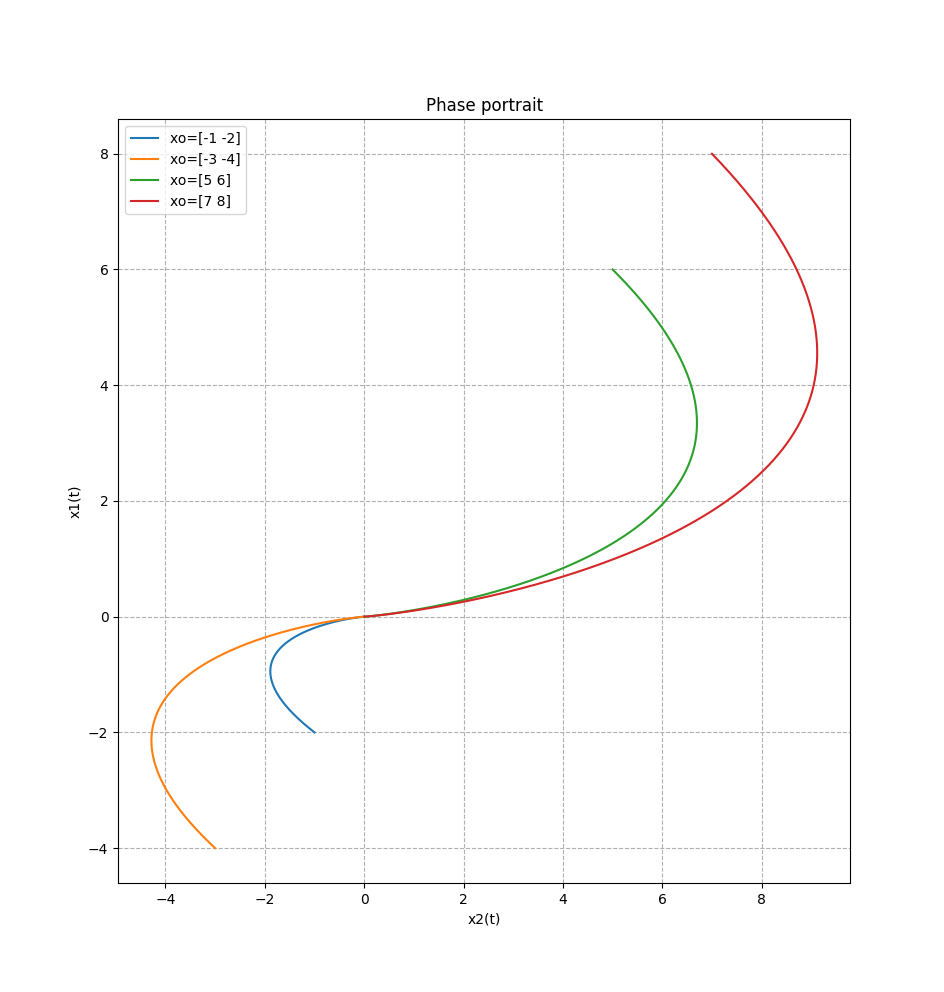 Phase portrait
xo=[-1 -2]
xo=[-3 -4]
xo=[5 6]
xo=[7 8]
8
6
4
2
0
−2
−4
x1(t)
−4 −2 0 2 4 6 8
x2(t)